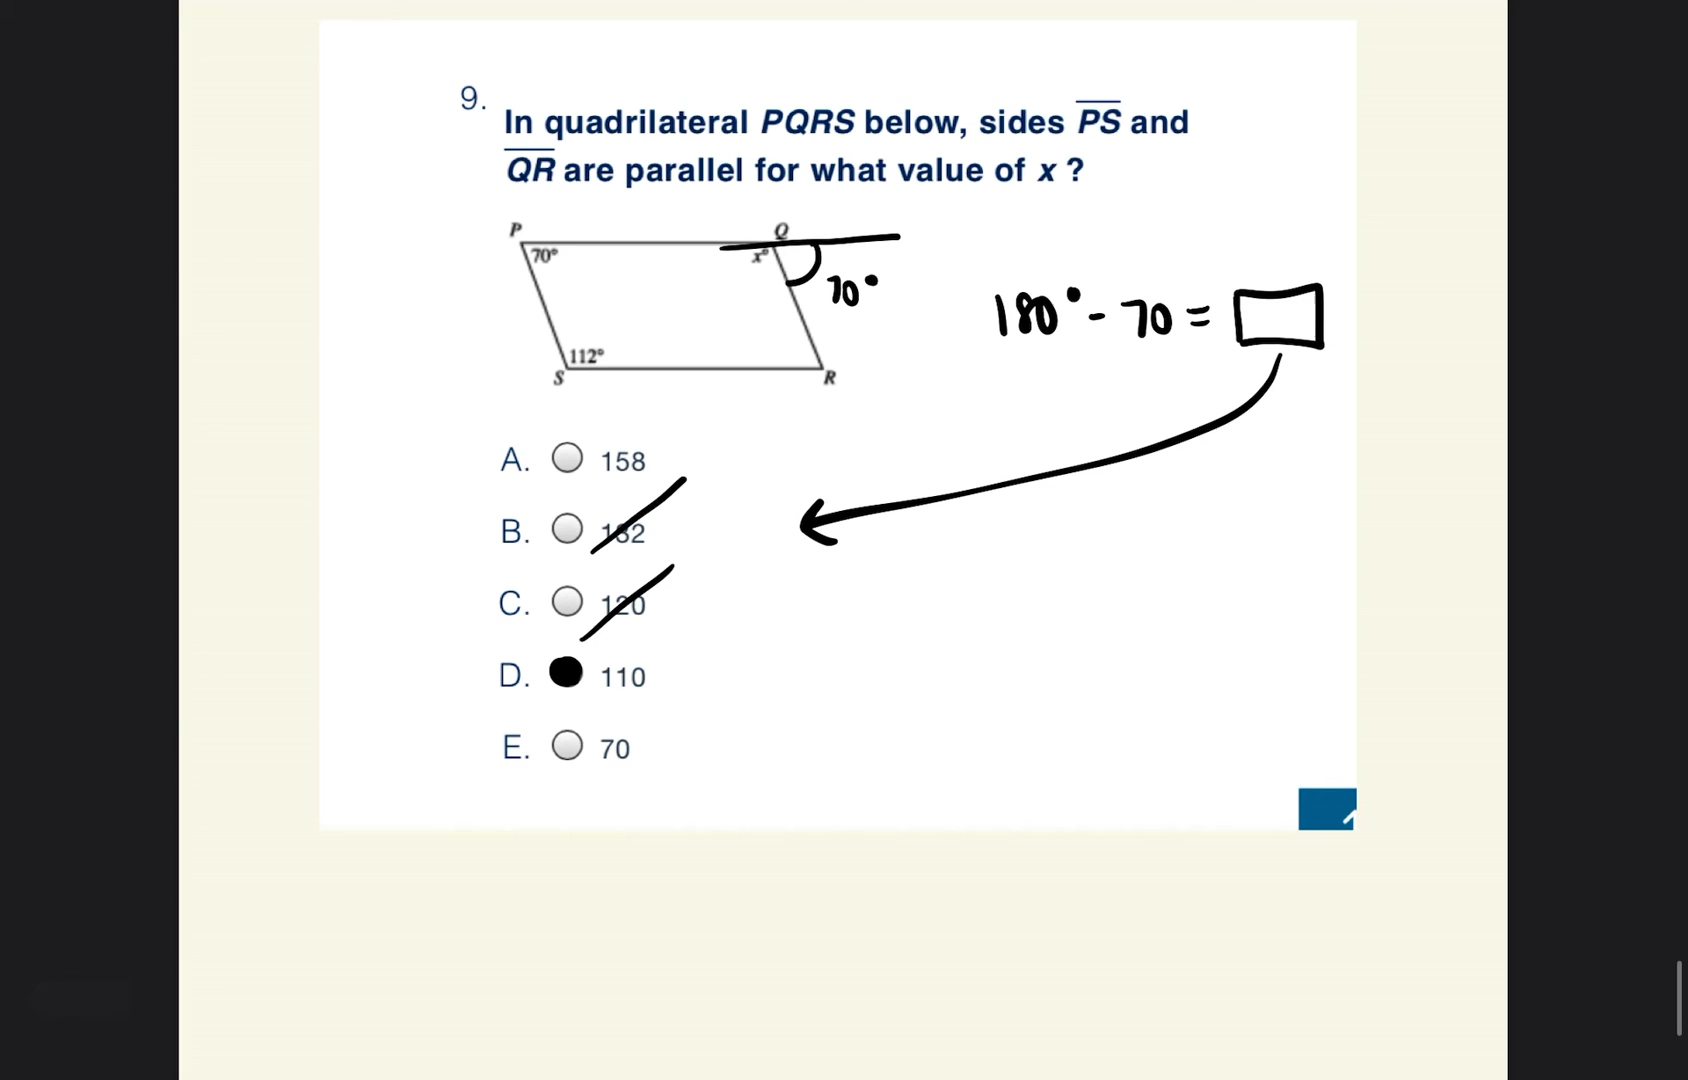 9.
In quadrilateral PQRS below, sides PS and
QR are parallel for what value of x ?
P
Q
70°
x°
70°
180° - 70 =
112°
S
R
A. 158
B. 132
C. 120
D. 110
E. 70